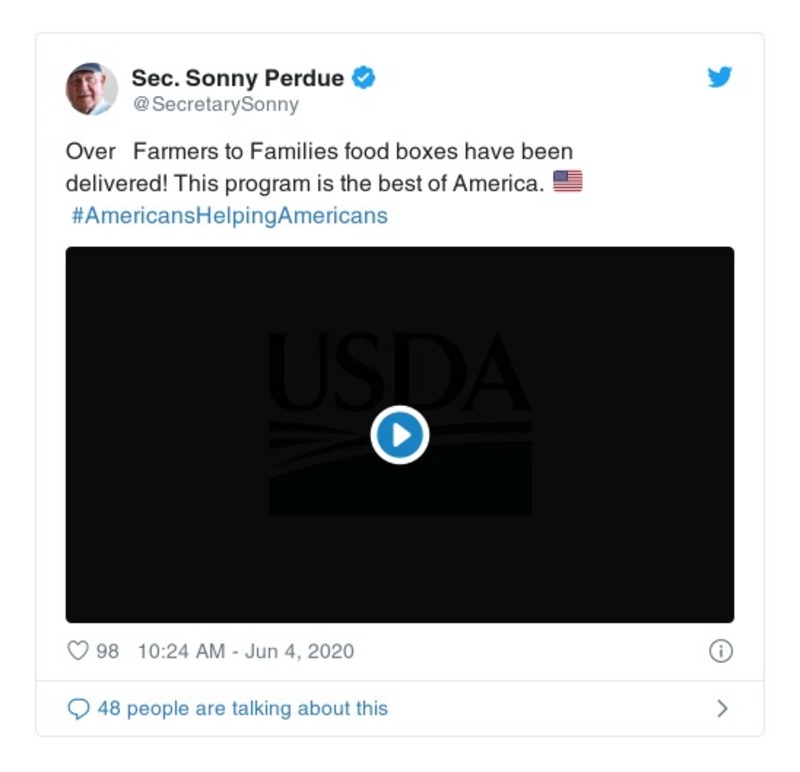 Sec. Sonny Perdue
@SecretarySonny
Over Farmers to Families food boxes have been
delivered! This program is the best of America. 🇺🇸
#AmericansHelpingAmericans
USDA
98 10:24 AM - Jun 4, 2020
48 people are talking about this